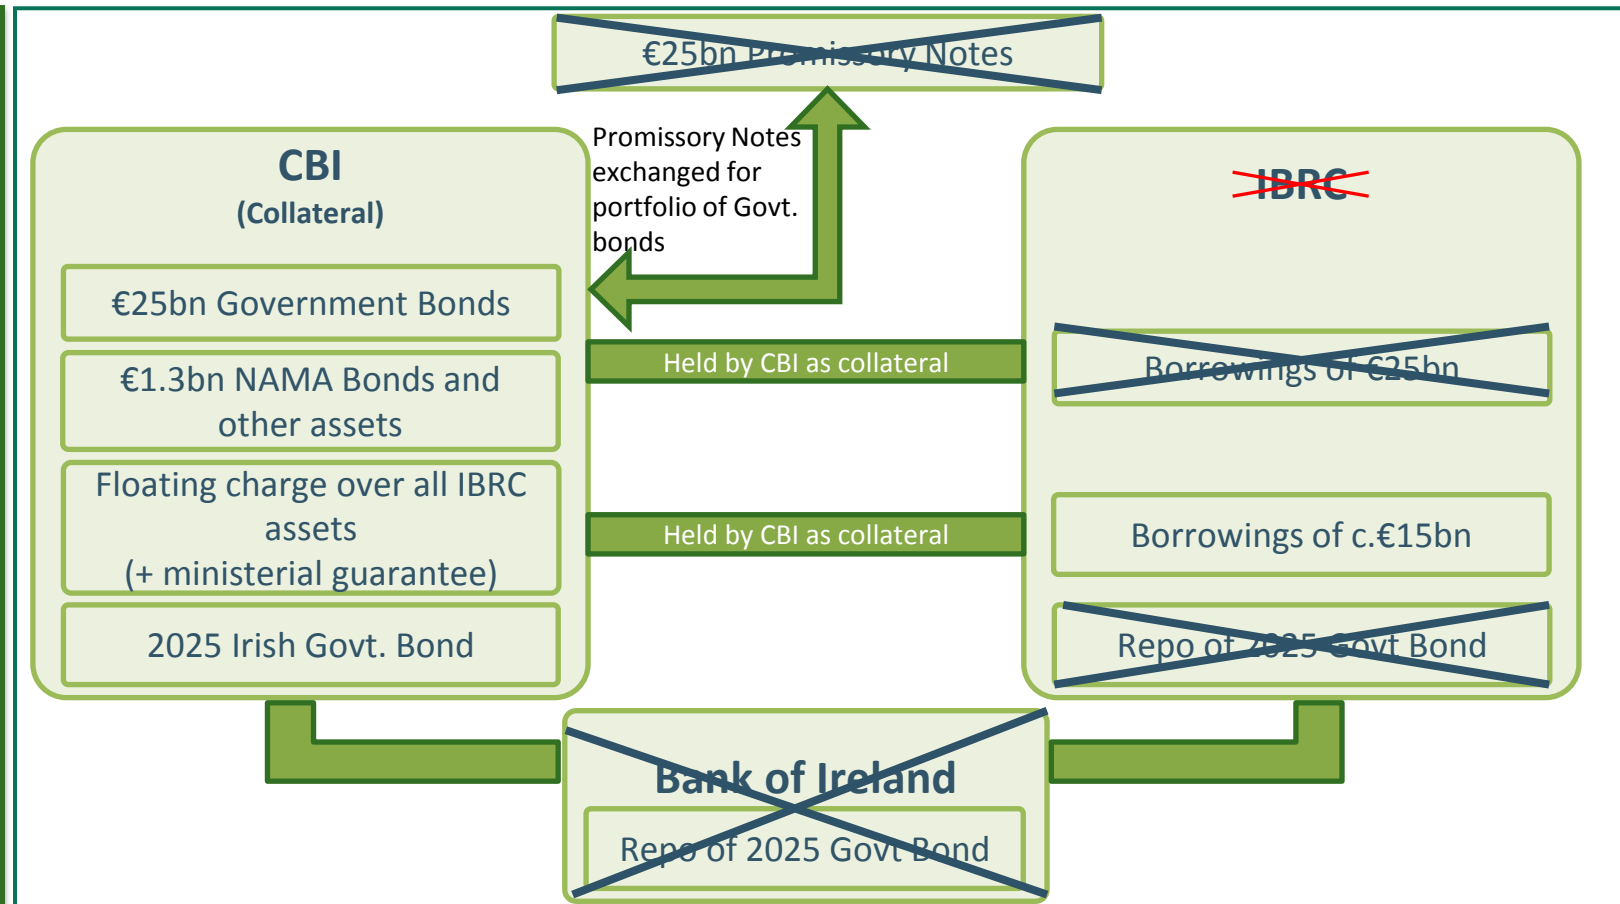 €25bn Promissory Notes
Promissory Notes
exchanged for
portfolio of Govt.
bonds
CBI
(Collateral)
€25bn Government Bonds
€1.3bn NAMA Bonds and
other assets
Floating charge over all IBRC
assets
(+ ministerial guarantee)
2025 Irish Govt. Bond
Held by CBI as collateral
Held by CBI as collateral
IBRC
Borrowings of €25bn
Borrowings of c.€15bn
Repo of 2025 Govt Bond
Bank of Ireland
Repo of 2025 Govt Bond